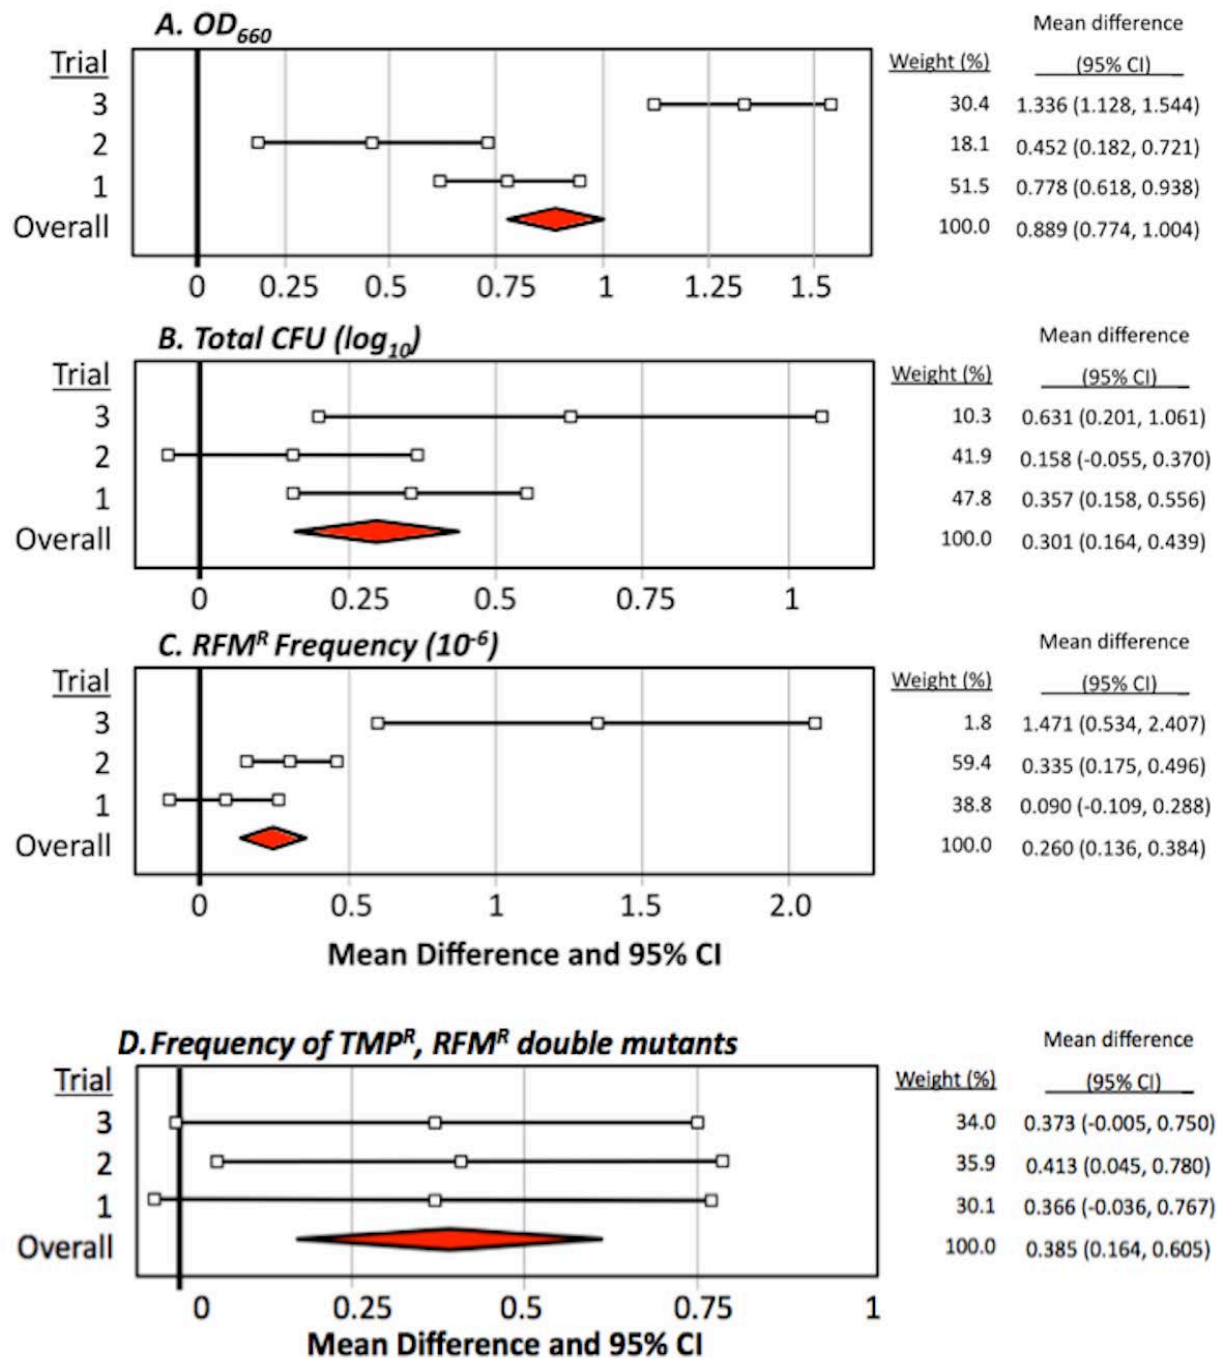 A. OD660
Mean difference
Trial Weight (%) (95% CI)
3 30.4 1.336 (1.128, 1.544)
2 18.1 0.452 (0.182, 0.721)
1 51.5 0.778 (0.618, 0.938)
Overall 100.0 0.889 (0.774, 1.004)
0 0.25 0.5 0.75 1 1.25 1.5
B. Total CFU (log10)
Mean difference
Trial Weight (%) (95% CI)
3 10.3 0.631 (0.201, 1.061)
2 41.9 0.158 (-0.055, 0.370)
1 47.8 0.357 (0.158, 0.556)
Overall 100.0 0.301 (0.164, 0.439)
0 0.25 0.5 0.75 1
C. RFM^R Frequency (10^-6)
Mean difference
Trial Weight (%) (95% CI)
3 1.8 1.471 (0.534, 2.407)
2 59.4 0.335 (0.175, 0.496)
1 38.8 0.090 (-0.109, 0.288)
Overall 100.0 0.260 (0.136, 0.384)
0 0.5 1 1.5 2.0
Mean Difference and 95% CI
D. Frequency of TMP^R, RFM^R double mutants
Mean difference
Trial Weight (%) (95% CI)
3 34.0 0.373 (-0.005, 0.750)
2 35.9 0.413 (0.045, 0.780)
1 30.1 0.366 (-0.036, 0.767)
Overall 100.0 0.385 (0.164, 0.605)
0 0.25 0.5 0.75 1
Mean Difference and 95% CI